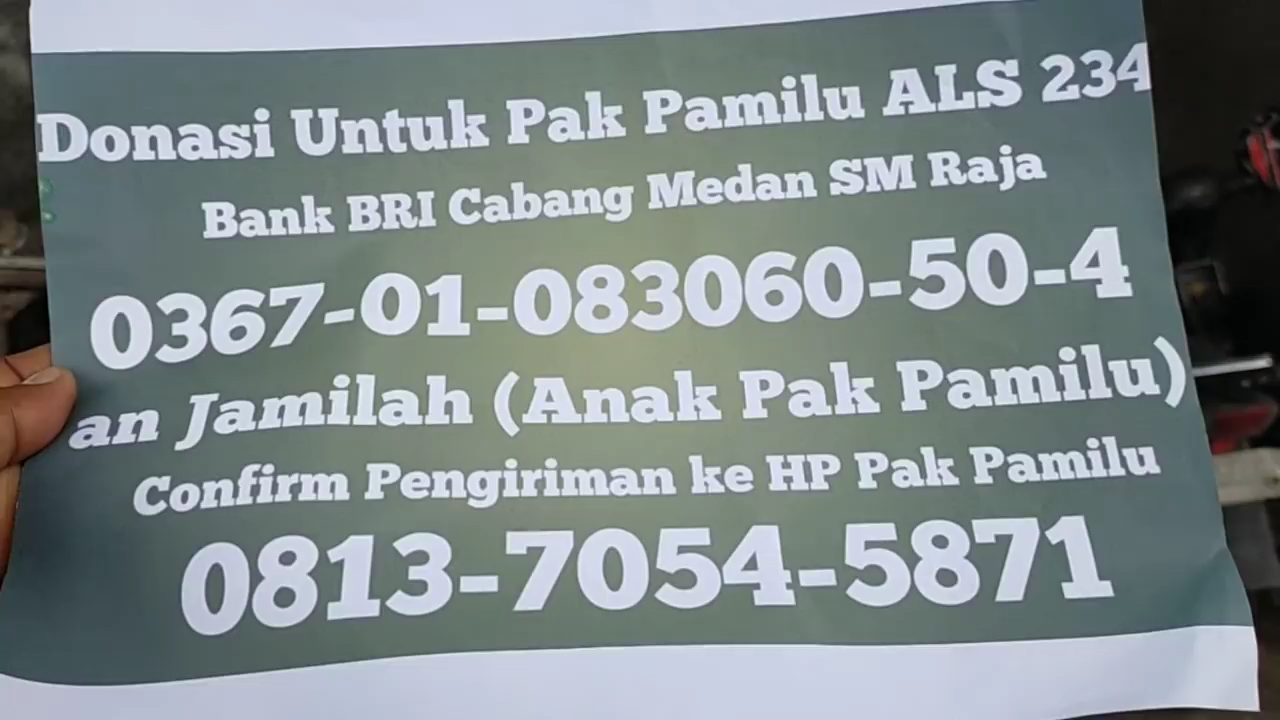 Donasi Untuk Pak Pamilu ALS 234
Bank BRI Cabang Medan SM Raja
0367-01-083060-50-4
an Jamilah (Anak Pak Pamilu)
Confirm Pengiriman ke HP Pak Pamilu
0813-7054-5871